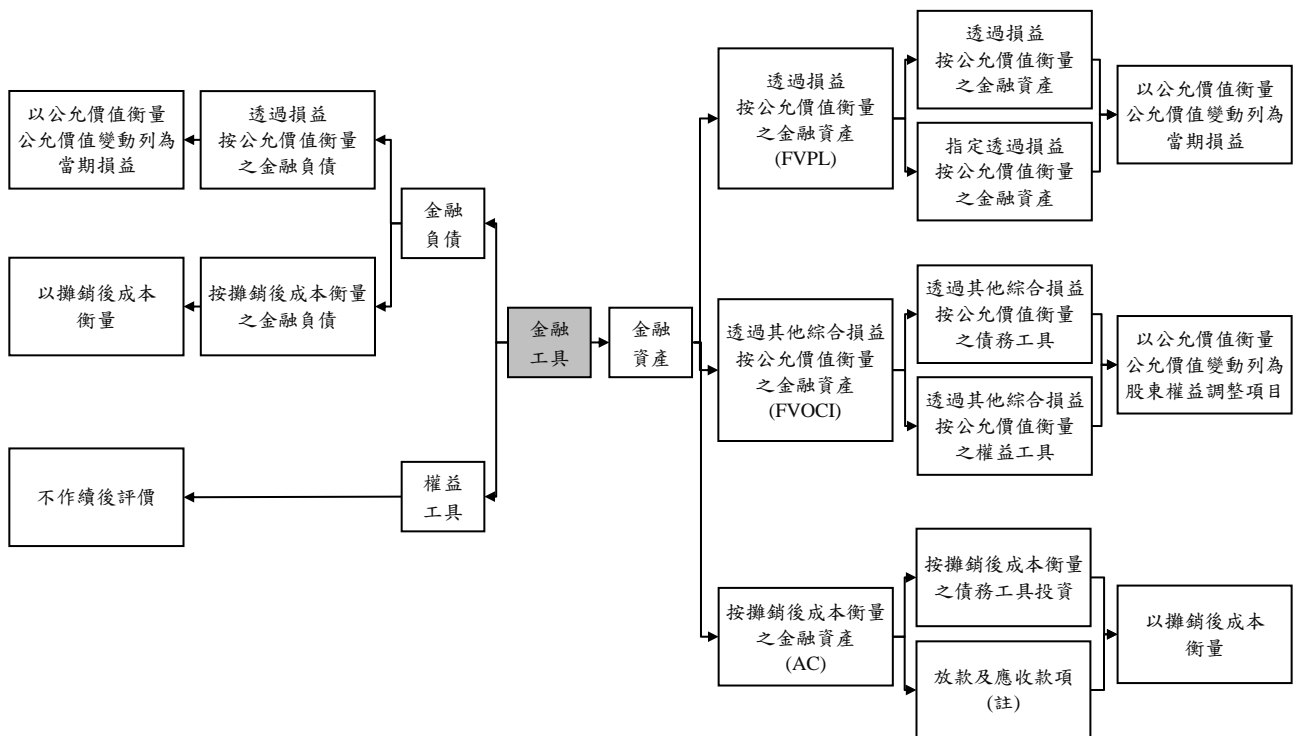 以公允價值衡量
公允價值變動列為
當期損益
透過損益
按公允價值衡量
之金融負債
金融
負債
以攤銷後成本
衡量
按攤銷後成本衡量
之金融負債
不作續後評價
權益
工具
金融
工具
金融
資產
透過損益
按公允價值衡量
之金融資產
(FVPL)
透過損益
按公允價值衡量
之金融資產
指定透過損益
按公允價值衡量
之金融資產
以公允價值衡量
公允價值變動列為
當期損益
透過其他綜合損益
按公允價值衡量
之金融資產
(FVOCI)
透過其他綜合損益
按公允價值衡量
之債務工具
透過其他綜合損益
按公允價值衡量
之權益工具
以公允價值衡量
公允價值變動列為
股東權益調整項目
按攤銷後成本衡量
之金融資產
(AC)
按攤銷後成本衡量
之債務工具投資
放款及應收款項
(註)
以攤銷後成本
衡量